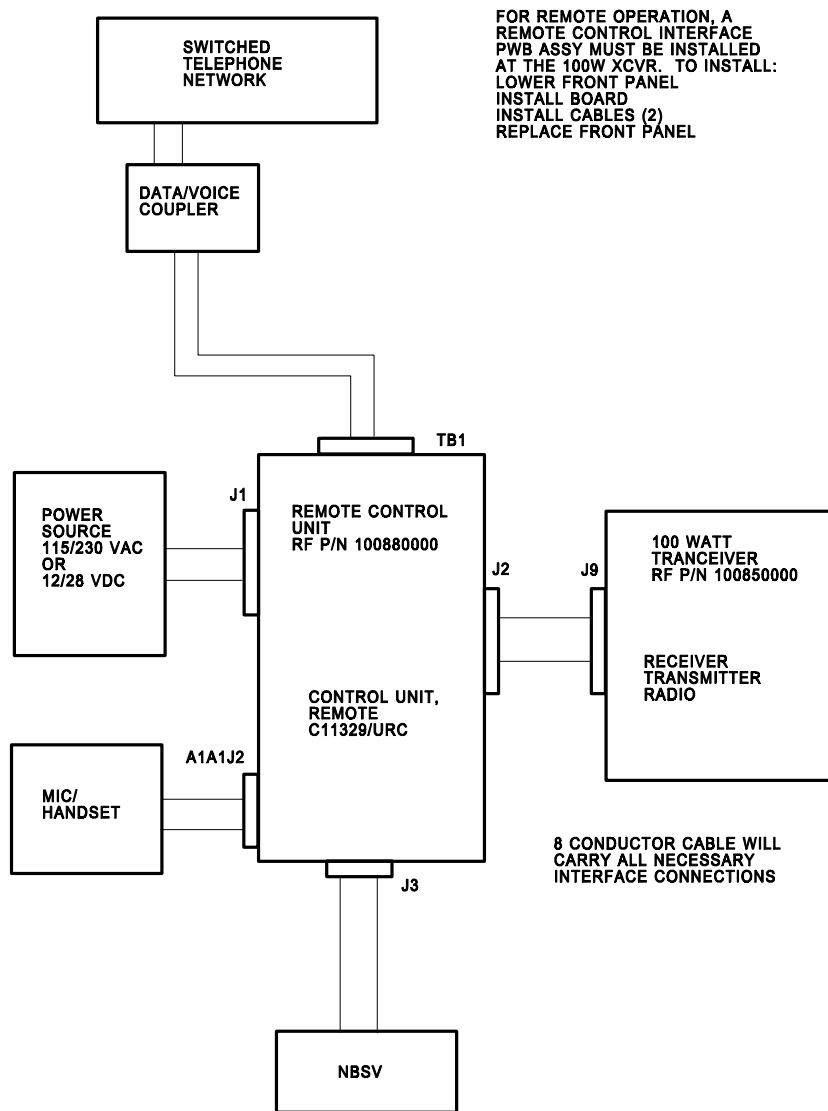 FOR REMOTE OPERATION, A
REMOTE CONTROL INTERFACE
PWB ASSY MUST BE INSTALLED
AT THE 100W XCVR. TO INSTALL:
LOWER FRONT PANEL
INSTALL BOARD
INSTALL CABLES (2)
REPLACE FRONT PANEL
SWITCHED
TELEPHONE
NETWORK
DATA/VOICE
COUPLER
TB1
J1
POWER
SOURCE
115/230 VAC
OR
12/28 VDC
REMOTE CONTROL
UNIT
RF P/N 100880000
J2
J9
100 WATT
TRANCEIVER
RF P/N 100850000
RECEIVER
TRANSMITTER
RADIO
CONTROL UNIT,
REMOTE
C11329/URC
A1A1J2
MIC/
HANDSET
8 CONDUCTOR CABLE WILL
CARRY ALL NECESSARY
INTERFACE CONNECTIONS
J3
NBSV